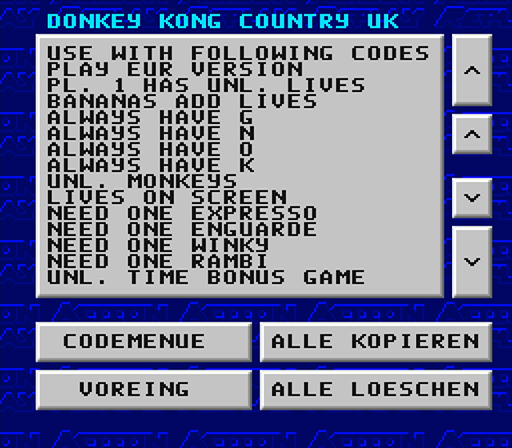 DONKEY KONG COUNTRY UK
USE WITH FOLLOWING CODES
PLAY EUR VERSION
PL. 1 HAS UNL. LIVES
BANANAS ADD LIVES
ALWAYS HAVE G
ALWAYS HAVE N
ALWAYS HAVE O
ALWAYS HAVE K
UNL. MONKEYS
LIVES ON SCREEN
NEED ONE EXPRESSO
NEED ONE ENGUARDE
NEED ONE WINKY
NEED ONE RAMBI
UNL. TIME BONUS GAME
CODEMENUE
ALLE KOPIEREN
VOREING
ALLE LOESCHEN